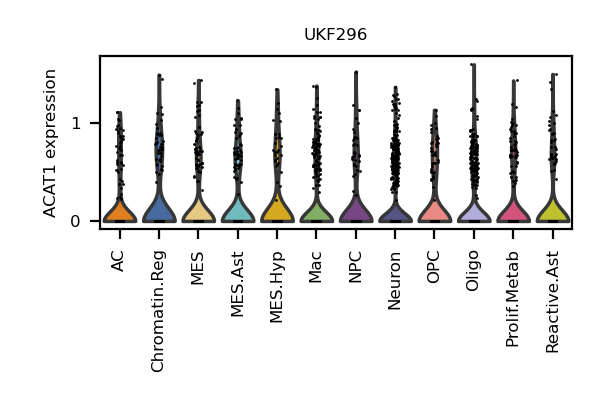 UKF296
ACAT1 expression
1
0
AC
Chromatin.Reg
MES
MES.Ast
MES.Hyp
Mac
NPC
Neuron
OPC
Oligo
Prolif.Metab
Reactive.Ast